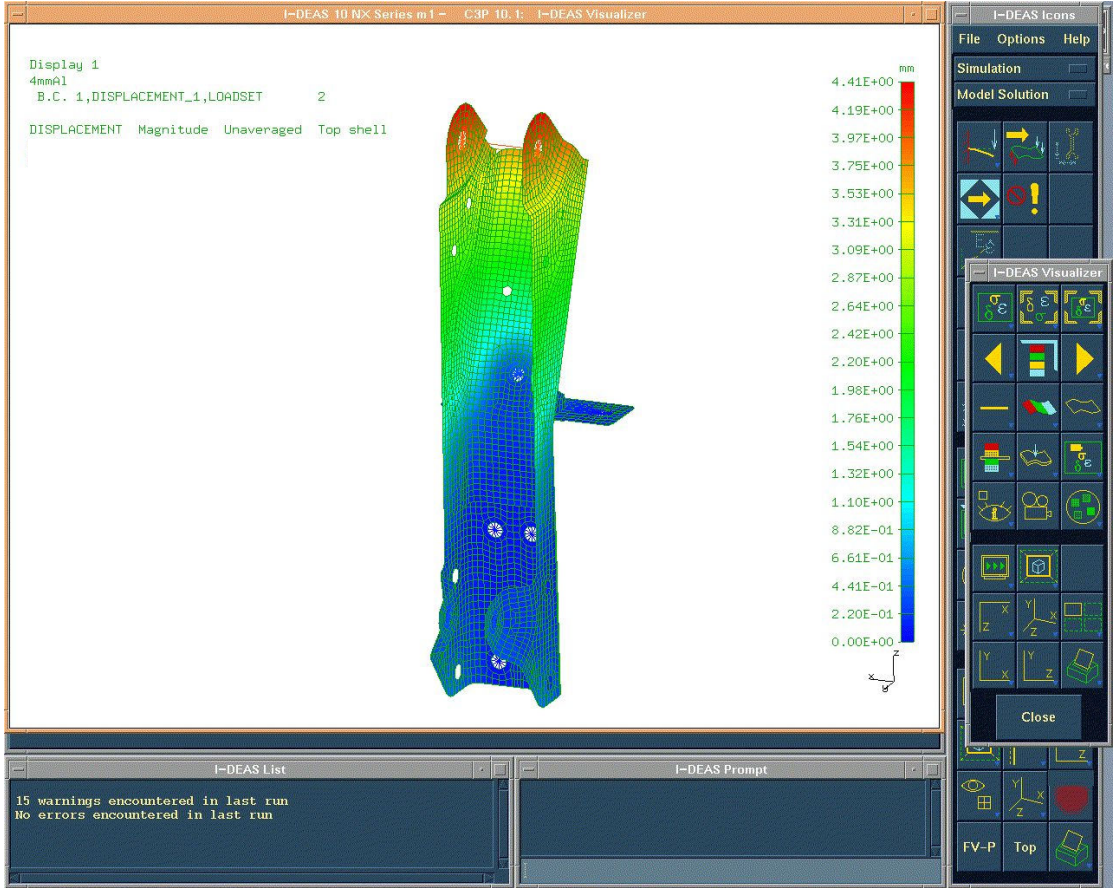 I-DEAS 10 NX Series m1 - C3P 10.1: I-DEAS Visualizer
Display 1
4mmAl
B.C. 1,DISPLACEMENT_1,LOADSET 2
DISPLACEMENT Magnitude Unaveraged Top shell
mm
4.41E+00
4.19E+00
3.97E+00
3.75E+00
3.53E+00
3.31E+00
3.09E+00
2.87E+00
2.64E+00
2.42E+00
2.20E+00
1.98E+00
1.76E+00
1.54E+00
1.32E+00
1.10E+00
8.82E-01
6.61E-01
4.41E-01
2.20E-01
0.00E+00
z
x
y
I-DEAS Icons
File Options Help
Simulation
Model Solution
I-DEAS Visualizer
σ
δ ε
δ ε
σ
σ
δ ε
σ
δ ε
i
X
Z
Y
X
Z
Y
X
Y
Z
Close
Z
Y
X
Z
FV-P Top
I-DEAS List
15 warnings encountered in last run
No errors encountered in last run
I-DEAS Prompt